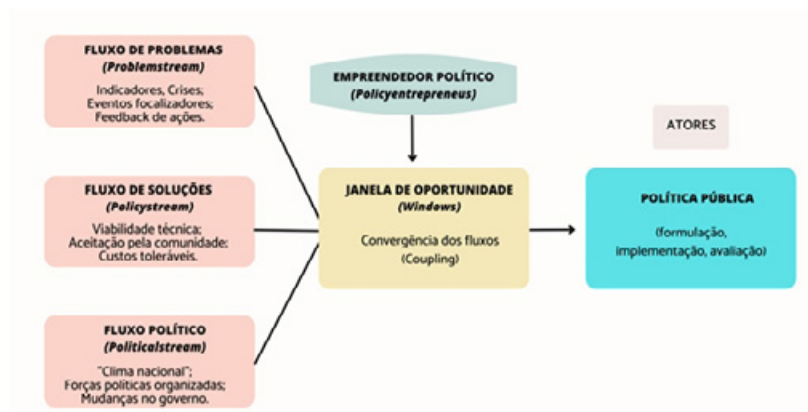 FLUXO DE PROBLEMAS
(Problemstream)
Indicadores, Crises;
Eventos focalizadores;
Feedback de ações.
EMPREENDEDOR POLÍTICO
(Policyentrepreneus)
ATORES
FLUXO DE SOLUÇÕES
(Policystream)
Viabilidade técnica;
Aceitação pela comunidade;
Custos toleráveis.
JANELA DE OPORTUNIDADE
(Windows)
Convergência dos fluxos
(Coupling)
POLÍTICA PÚBLICA
(formulação,
implementação, avaliação)
FLUXO POLÍTICO
(Politicalstream)
"Clima nacional";
Forças políticas organizadas;
Mudanças no governo.